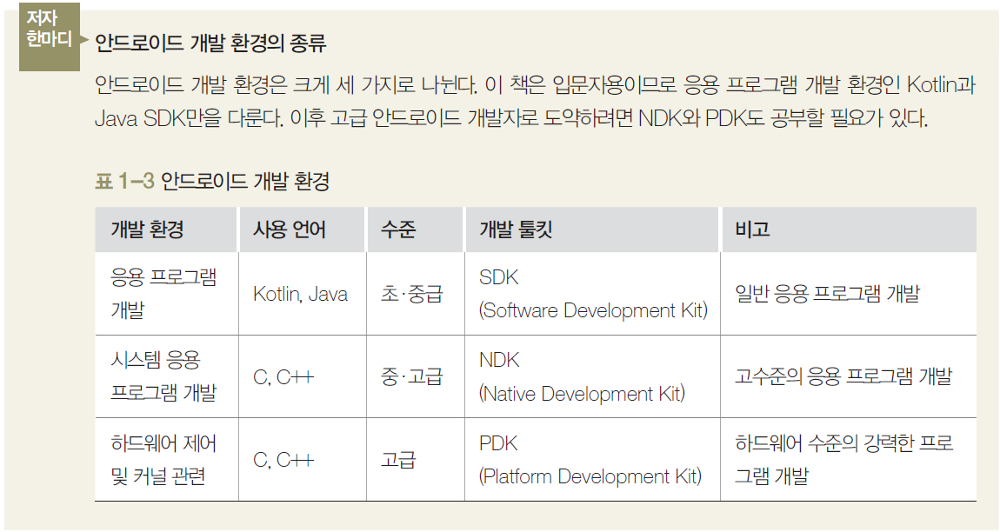 저자
한마디
안드로이드 개발 환경의 종류
안드로이드 개발 환경은 크게 세 가지로 나뉜다. 이 책은 입문자용이므로 응용 프로그램 개발 환경인 Kotlin과
Java SDK만을 다룬다. 이후 고급 안드로이드 개발자로 도약하려면 NDK와 PDK도 공부할 필요가 있다.
표 1-3 안드로이드 개발 환경
개발 환경 사용 언어 수준 개발 툴킷 비고
응용 프로그램
개발
Kotlin, Java
초·중급
SDK
(Software Development Kit)
일반 응용 프로그램 개발
시스템 응용
프로그램 개발
C, C++
중·고급
NDK
(Native Development Kit)
고수준의 응용 프로그램 개발
하드웨어 제어
및 커널 관련
C, C++
고급
PDK
(Platform Development Kit)
하드웨어 수준의 강력한 프로
그램 개발